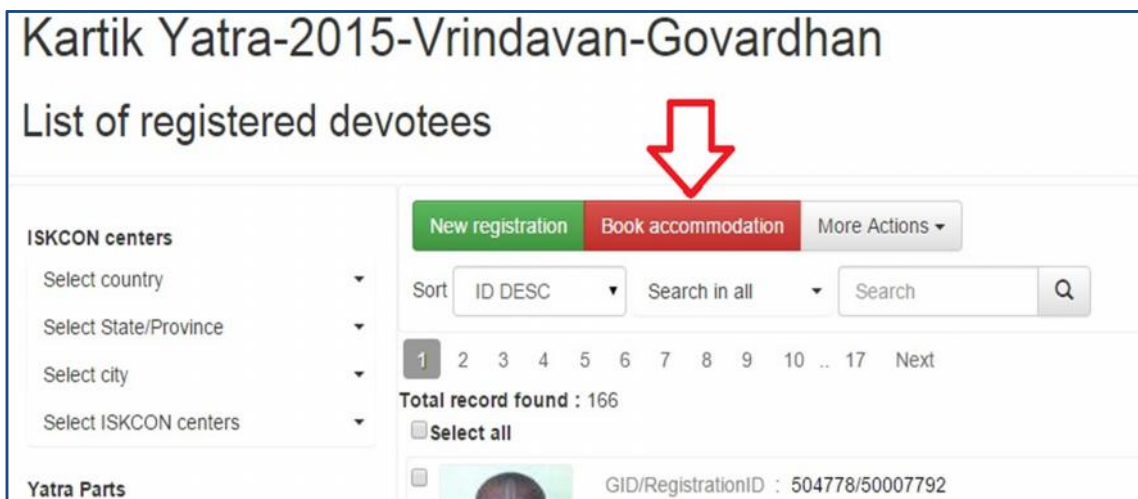 Kartik Yatra-2015-Vrindavan-Govardhan
List of registered devotees
ISKCON centers
Select country
Select State/Province
Select city
Select ISKCON centers
Yatra Parts
New registration Book accommodation More Actions
Sort ID DESC Search in all Search
1 2 3 4 5 6 7 8 9 10 .. 17 Next
Total record found : 166
Select all
GID/RegistrationID : 504778/50007792